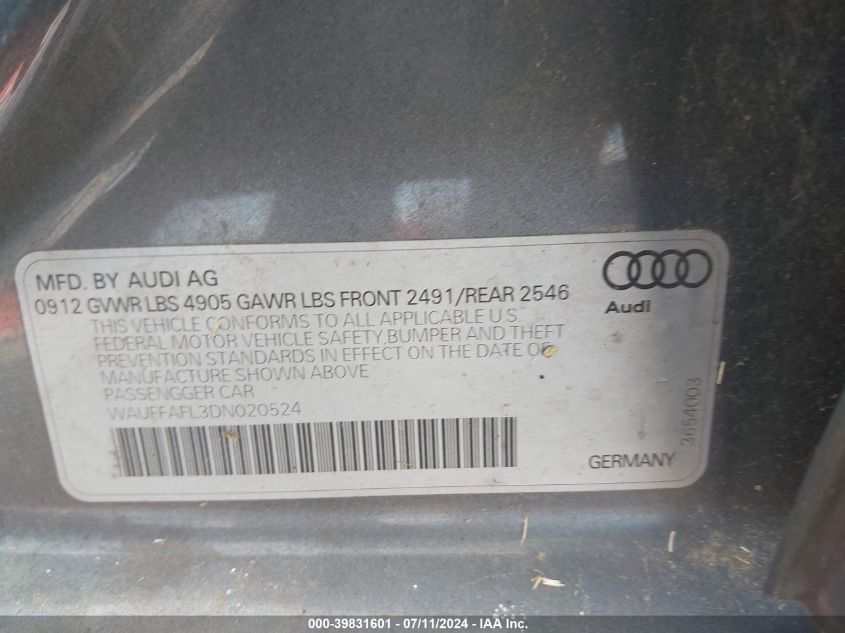 MFD. BY AUDI AG
0912 GVWR LBS 4905 GAWR LBS FRONT 2491/REAR 2546
THIS VEHICLE CONFORMS TO ALL APPLICABLE U.S.
FEDERAL MOTOR VEHICLE SAFETY,BUMPER AND THEFT
PREVENTION STANDARDS IN EFFECT ON THE DATE OF
MANUFACTURE SHOWN ABOVE
PASSENGGER CAR
WAUFFAFL3DN020524
Audi
3654003
GERMANY
000-39831601 - 07/11/2024 - IAAI Inc.